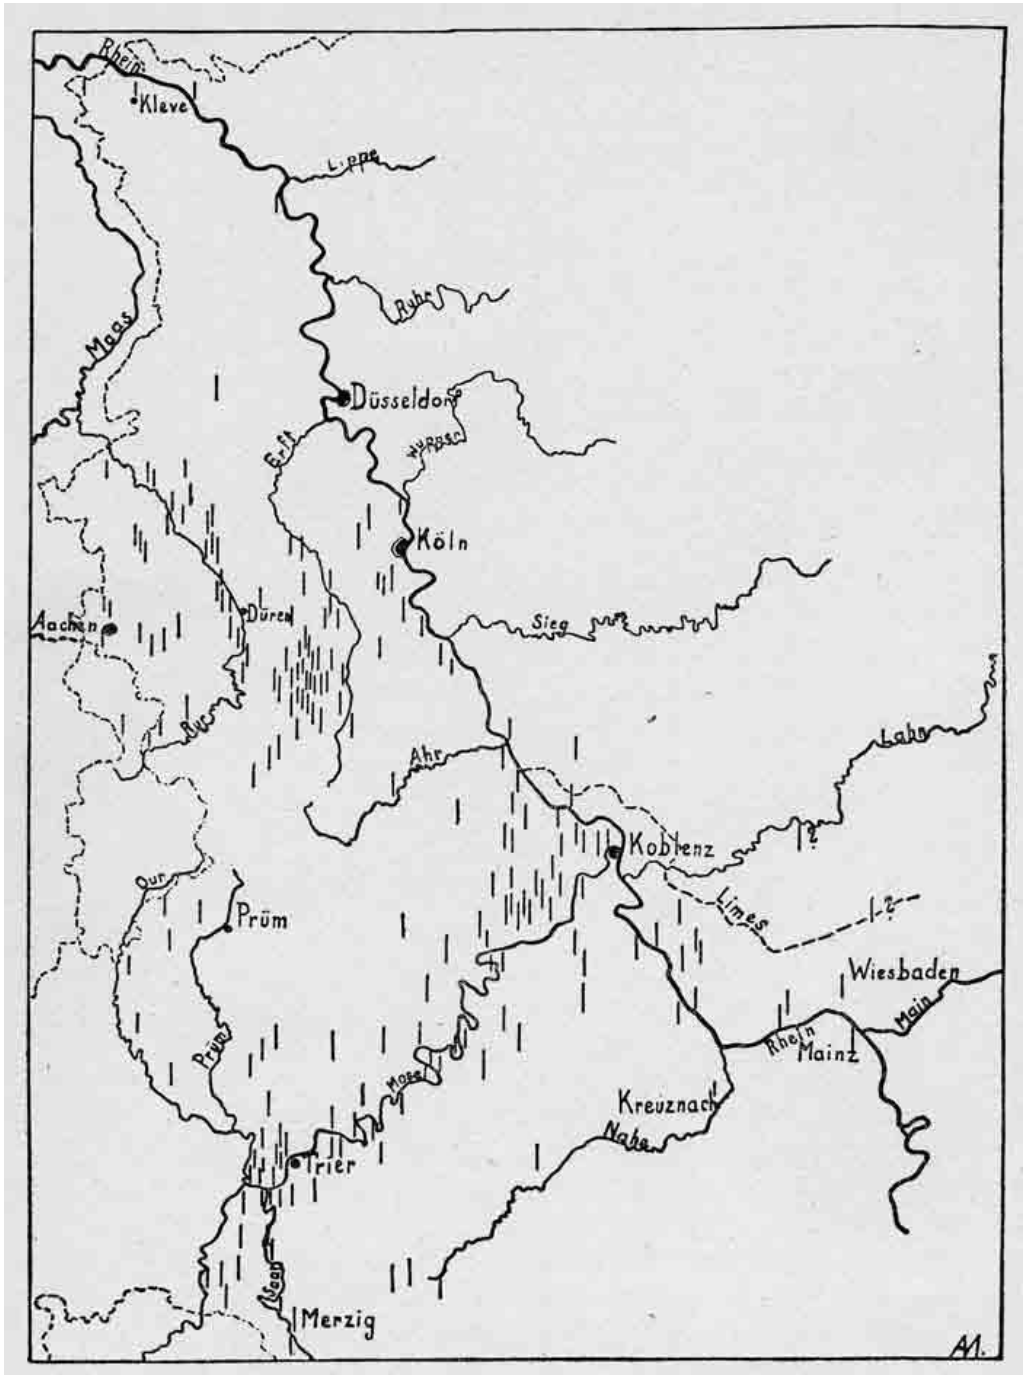 Rhein
Kleve
Lippe
Maas
Ruhr
Düsseldorf
Wupper
Erft
Köln
Aachen
Düren
Sieg
Rur
Ahr
Lahn
Koblenz
?
Our
Prüm
Limes
?
Wiesbaden
Main
Prüm
Rhein
Mainz
Mosel
Kreuznach
Nahe
Trier
Saar
Merzig
AM.